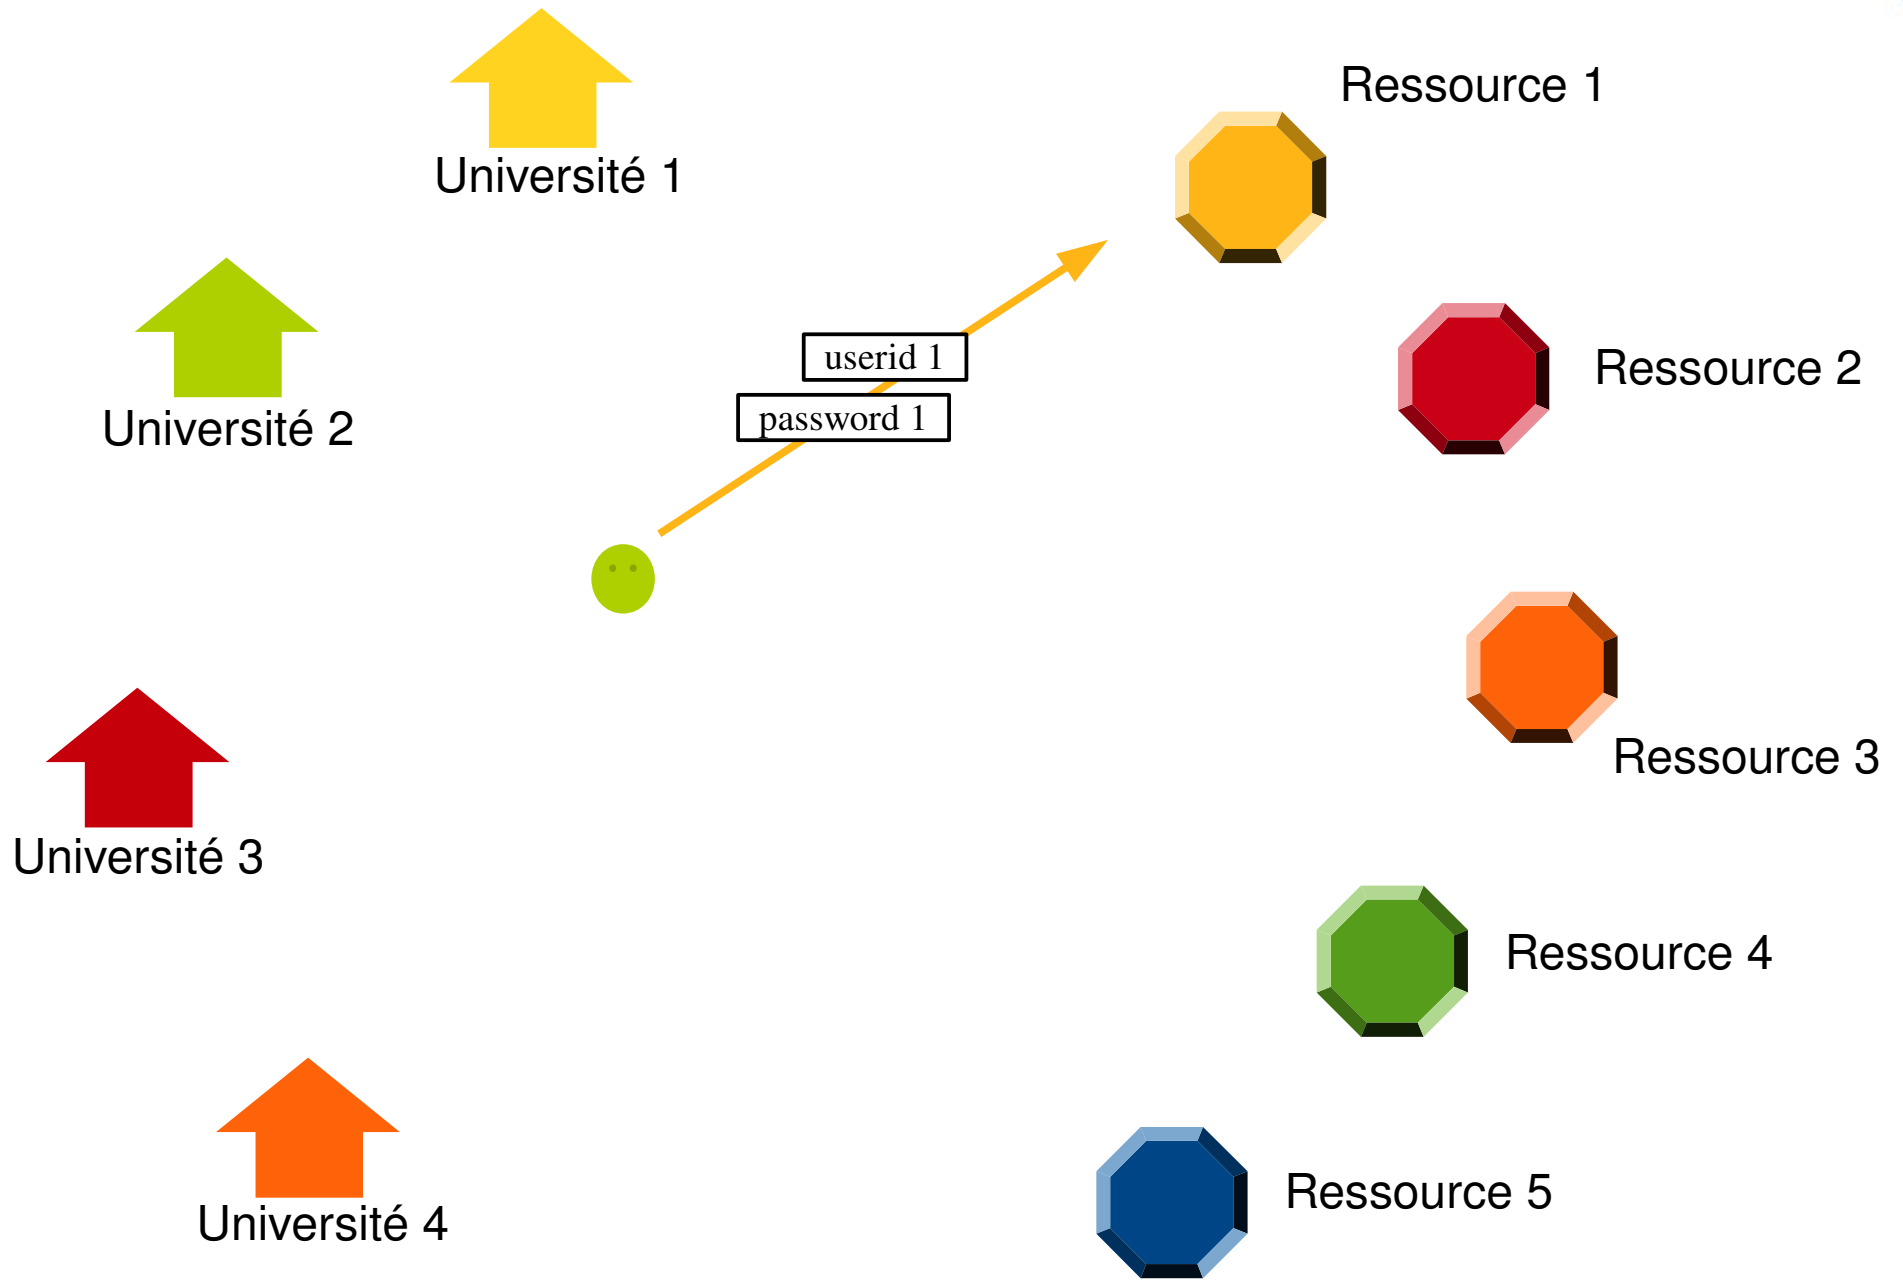 Ressource 1
Université 1
userid 1
Ressource 2
password 1
Université 2
Ressource 3
Université 3
Ressource 4
Ressource 5
Université 4